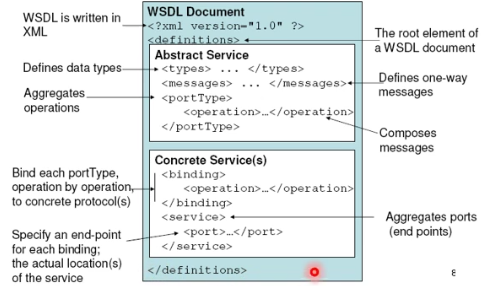 WSDL is written in
XML
WSDL Document
<?xml version="1.0" ?>
<definitions>
The root element of
a WSDL document
Abstract Service
Defines data types
<types> ... </types>
<messages> ... </messages>
Defines one-way
messages
Aggregates
operations
<portType>
<operation>…</operation>
</portType>
Composes
messages
Concrete Service(s)
Bind each portType,
operation by operation,
to concrete protocol(s)
<binding>
<operation>…</operation>
</binding>
<service>
Aggregates ports
(end points)
Specify an end-point
for each binding;
the actual location(s)
of the service
<port>…</port>
</service>
</definitions>
8